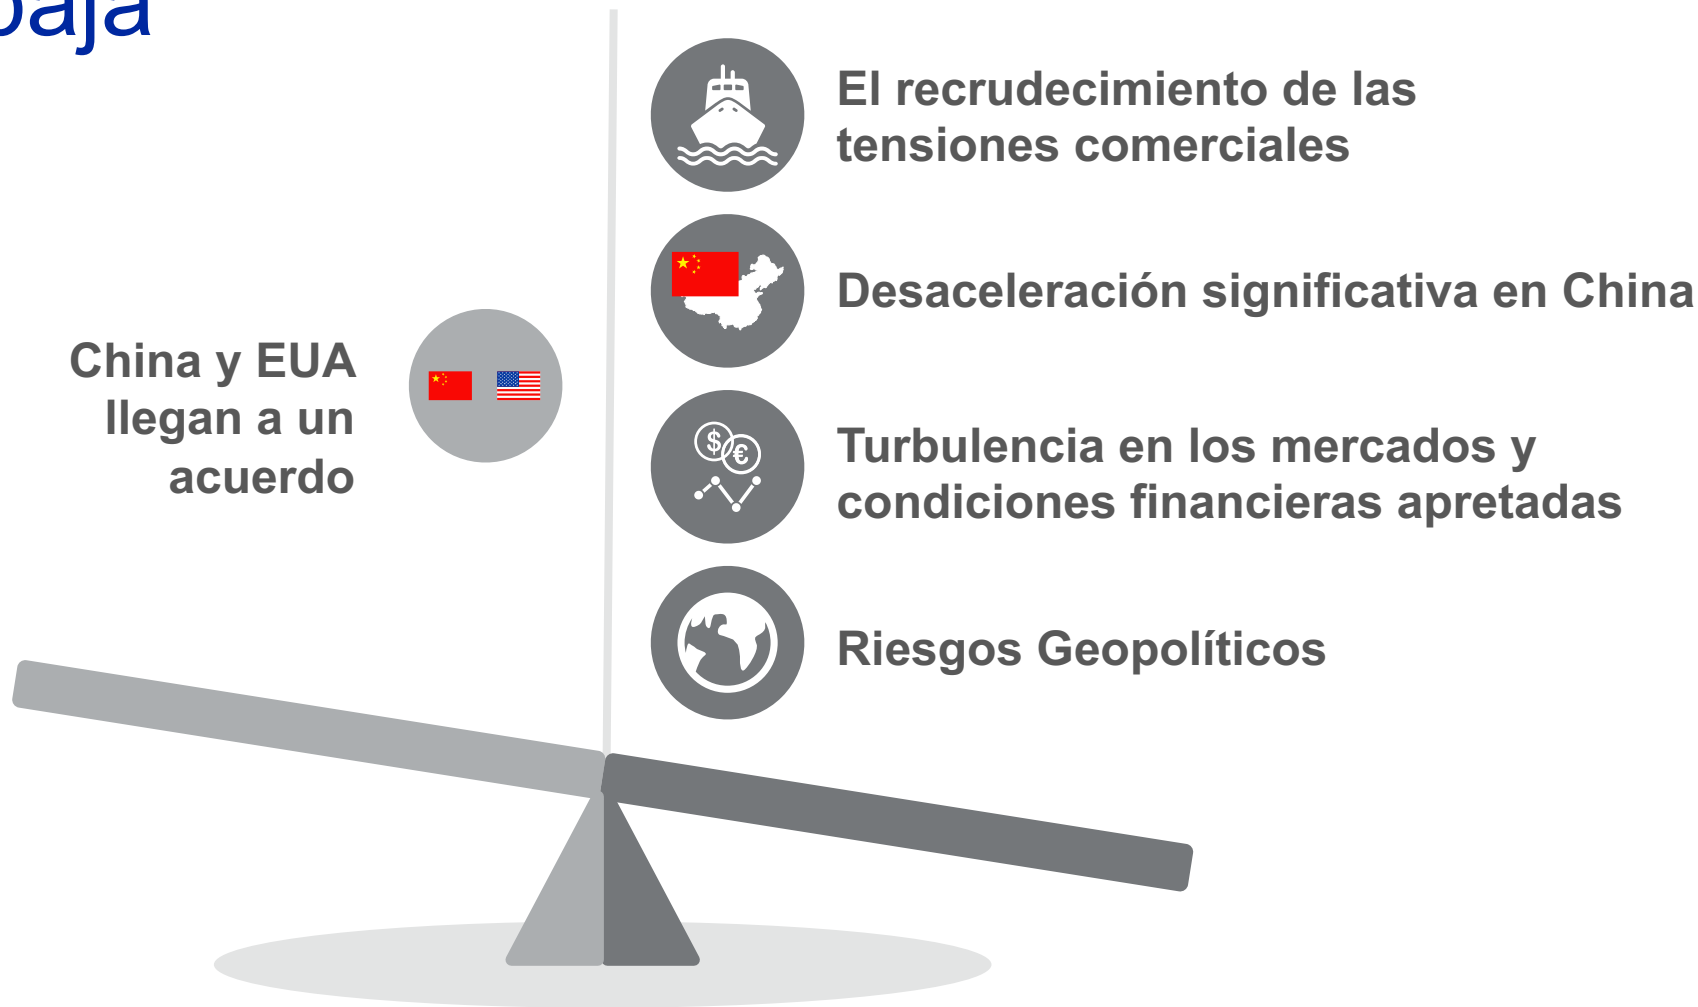 baja
El recrudecimiento de las
tensiones comerciales
Desaceleración significativa en China
China y EUA
llegan a un
acuerdo
$
€
Turbulencia en los mercados y
condiciones financieras apretadas
Riesgos Geopolíticos